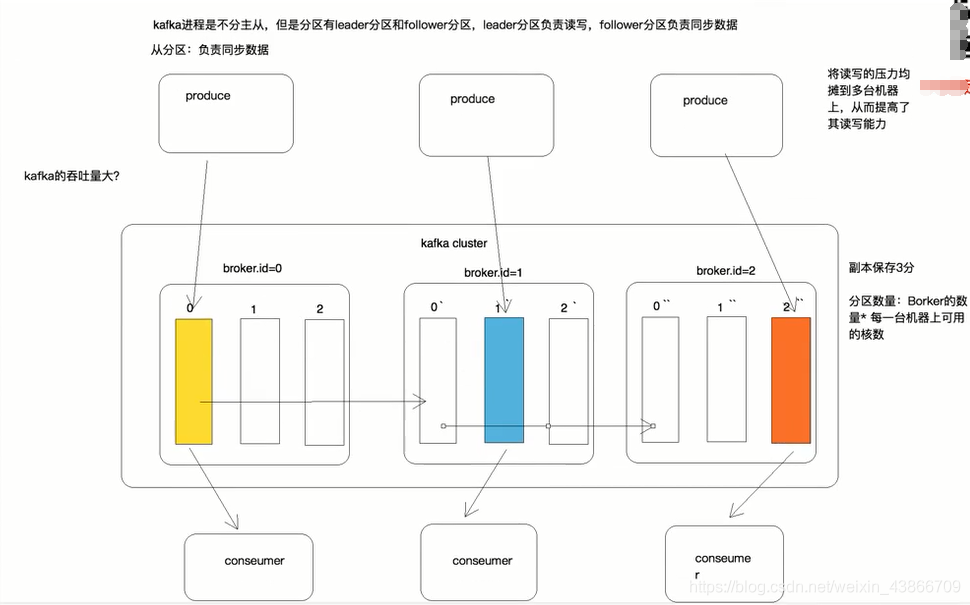 kafka进程是不分主从，但是分区有leader分区和follower分区，leader分区负责读写，follower分区负责同步数据
从分区：负责同步数据
produce
produce
produce
将读写的压力均
摊到多台机器
上，从而提高了
其读写能力
kafka的吞吐量大?
kafka cluster
broker.id=0
broker.id=1
broker.id=2
副本保存3分
0
1
2
0`
1`
2`
0``
1``
2``
分区数量：Borker的数
量* 每一台机器上可用
的核数
conseumer
conseumer
conseume
r
https://blog.csdn.net/weixin_43866709